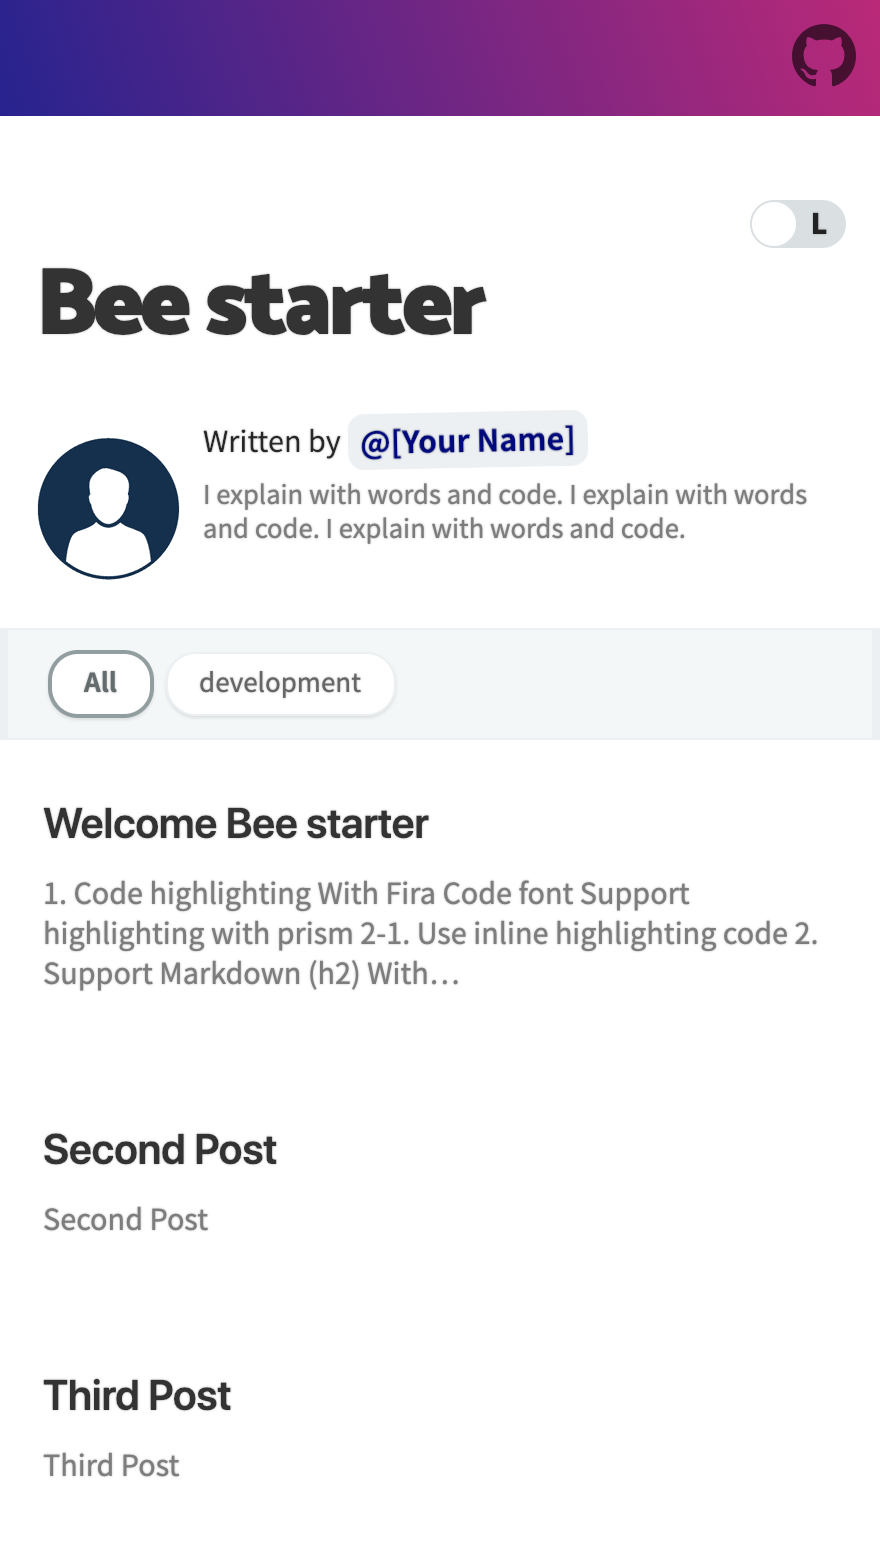 L
Bee starter
Written by @[Your Name]
I explain with words and code. I explain with words
and code. I explain with words and code.
All
development
Welcome Bee starter
1. Code highlighting With Fira Code font Support
highlighting with prism 2-1. Use inline highlighting code 2.
Support Markdown (h2) With…
Second Post
Second Post
Third Post
Third Post